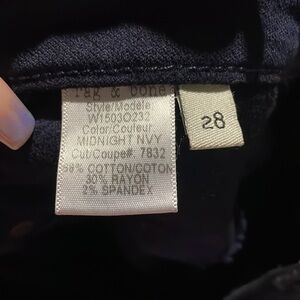 rag & bone
Style/Modele
W1503O232
Color/Couleur
MIDNIGHT NVY
Cut/Coupe#: 7832
68% COTTON/COTON
30% RAYON
2% SPANDEX
28